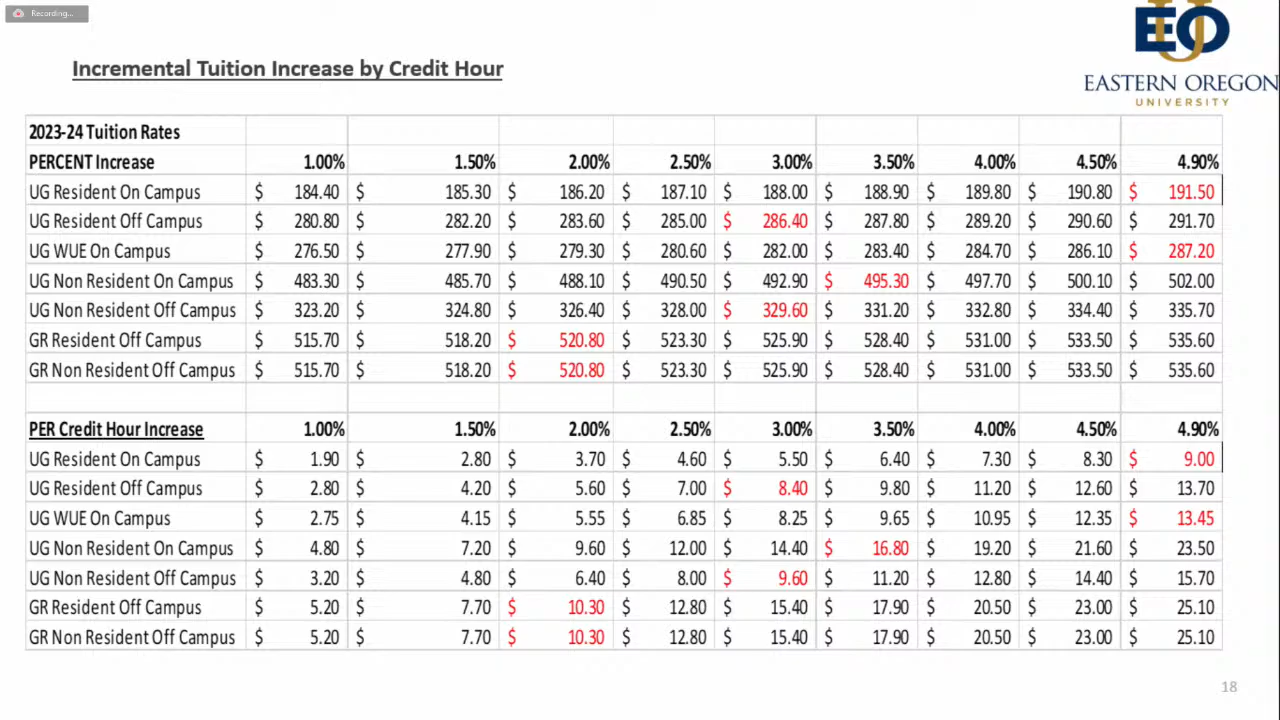 Recording...
EOU
EASTERN OREGON
UNIVERSITY
Incremental Tuition Increase by Credit Hour
2023-24 Tuition Rates
PERCENT Increase 1.00% 1.50% 2.00% 2.50% 3.00% 3.50% 4.00% 4.50% 4.90%
UG Resident On Campus $ 184.40 $ 185.30 $ 186.20 $ 187.10 $ 188.00 $ 188.90 $ 189.80 $ 190.80 $ 191.50
UG Resident Off Campus $ 280.80 $ 282.20 $ 283.60 $ 285.00 $ 286.40 $ 287.80 $ 289.20 $ 290.60 $ 291.70
UG WUE On Campus $ 276.50 $ 277.90 $ 279.30 $ 280.60 $ 282.00 $ 283.40 $ 284.70 $ 286.10 $ 287.20
UG Non Resident On Campus $ 483.30 $ 485.70 $ 488.10 $ 490.50 $ 492.90 $ 495.30 $ 497.70 $ 500.10 $ 502.00
UG Non Resident Off Campus $ 323.20 $ 324.80 $ 326.40 $ 328.00 $ 329.60 $ 331.20 $ 332.80 $ 334.40 $ 335.70
GR Resident Off Campus $ 515.70 $ 518.20 $ 520.80 $ 523.30 $ 525.90 $ 528.40 $ 531.00 $ 533.50 $ 535.60
GR Non Resident Off Campus $ 515.70 $ 518.20 $ 520.80 $ 523.30 $ 525.90 $ 528.40 $ 531.00 $ 533.50 $ 535.60
PER Credit Hour Increase 1.00% 1.50% 2.00% 2.50% 3.00% 3.50% 4.00% 4.50% 4.90%
UG Resident On Campus $ 1.90 $ 2.80 $ 3.70 $ 4.60 $ 5.50 $ 6.40 $ 7.30 $ 8.30 $ 9.00
UG Resident Off Campus $ 2.80 $ 4.20 $ 5.60 $ 7.00 $ 8.40 $ 9.80 $ 11.20 $ 12.60 $ 13.70
UG WUE On Campus $ 2.75 $ 4.15 $ 5.55 $ 6.85 $ 8.25 $ 9.65 $ 10.95 $ 12.35 $ 13.45
UG Non Resident On Campus $ 4.80 $ 7.20 $ 9.60 $ 12.00 $ 14.40 $ 16.80 $ 19.20 $ 21.60 $ 23.50
UG Non Resident Off Campus $ 3.20 $ 4.80 $ 6.40 $ 8.00 $ 9.60 $ 11.20 $ 12.80 $ 14.40 $ 15.70
GR Resident Off Campus $ 5.20 $ 7.70 $ 10.30 $ 12.80 $ 15.40 $ 17.90 $ 20.50 $ 23.00 $ 25.10
GR Non Resident Off Campus $ 5.20 $ 7.70 $ 10.30 $ 12.80 $ 15.40 $ 17.90 $ 20.50 $ 23.00 $ 25.10
18